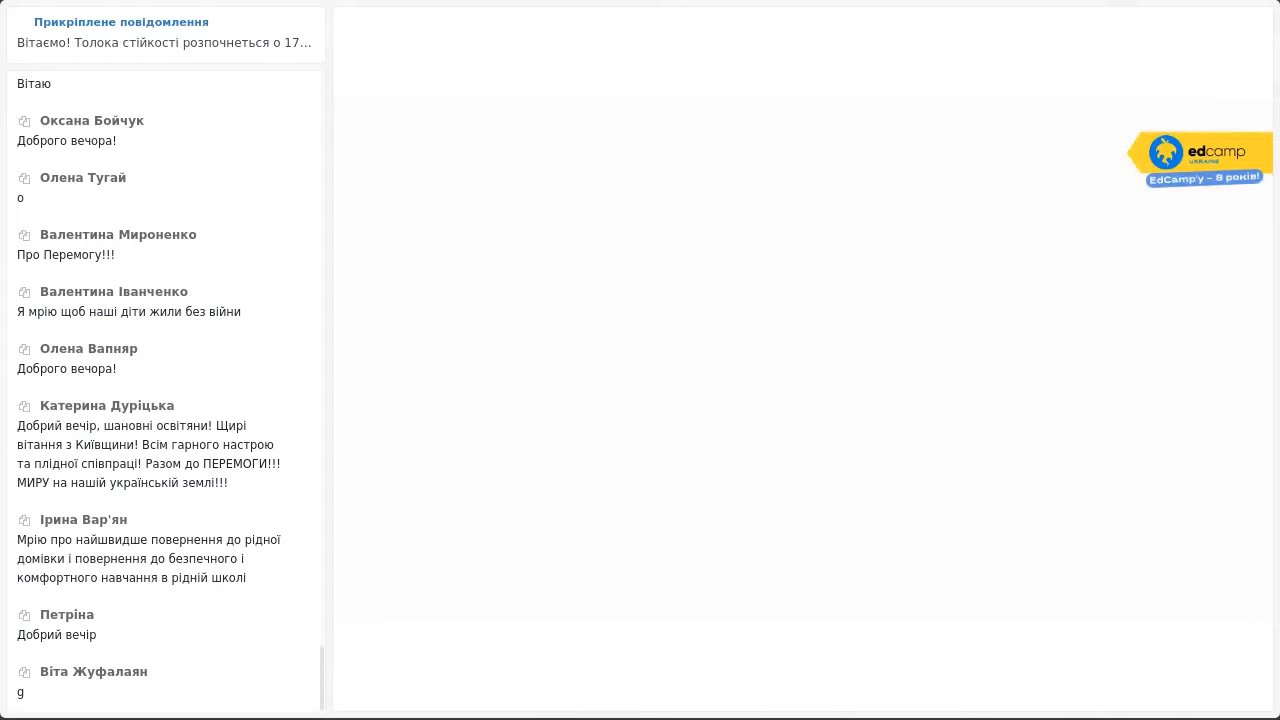 Прикріплене повідомлення
Вітаємо! Толока стійкості розпочнеться о 17...
Вітаю
Оксана Бойчук
Доброго вечора!
Олена Тугай
о
Валентина Мироненко
Про Перемогу!!!
Валентина Іванченко
Я мрію щоб наші діти жили без війни
Олена Вапняр
Доброго вечора!
Катерина Дуріцька
Добрий вечір, шановні освітяни! Щирі
вітання з Київщини! Всім гарного настрою
та плідної співпраці! Разом до ПЕРЕМОГИ!!!
МИРУ на нашій українській землі!!!
Ірина Вар'ян
Мрію про найшвидше повернення до рідної
домівки і повернення до безпечного і
комфортного навчання в рідній школі
Петріна
Добрий вечір
Віта Жуфалаян
g
edcamp
UKRAINE
EdCamp'у – 8 років!